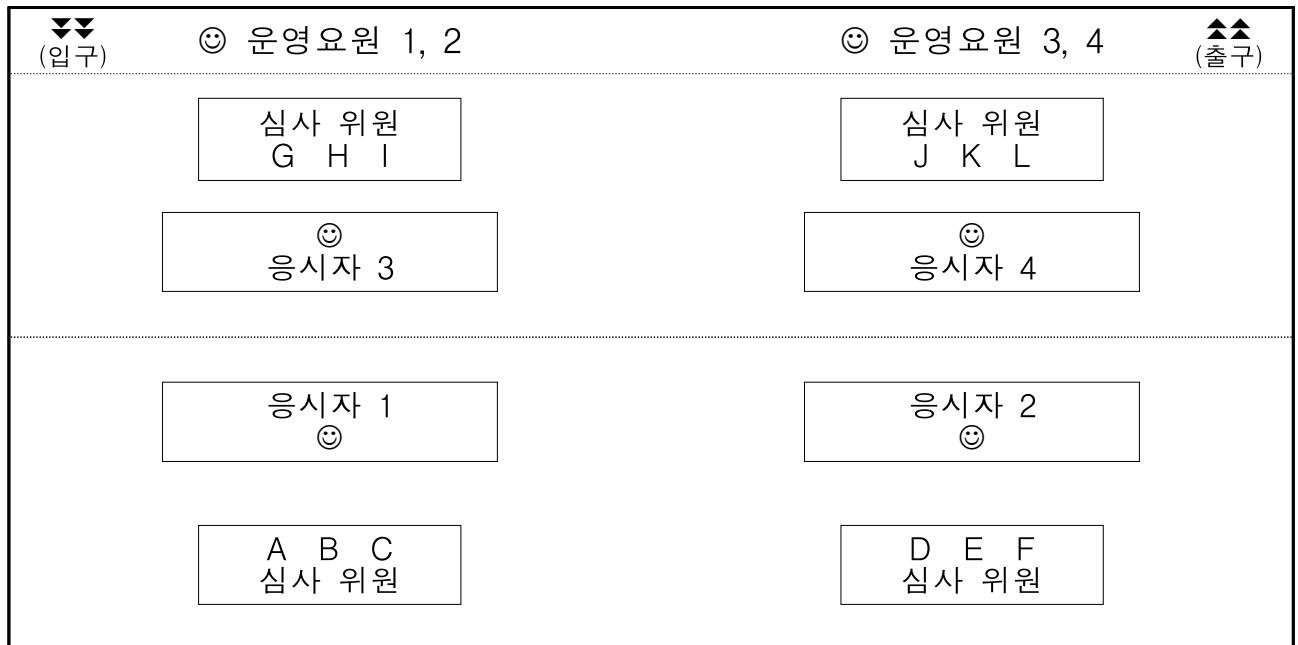 (입구) ☺ 운영요원 1, 2 ☺ 운영요원 3, 4 (출구)
심사 위원
G H I
심사 위원
J K L
☺
응시자 3
☺
응시자 4
응시자 1
☺
응시자 2
☺
A B C
심사 위원
D E F
심사 위원